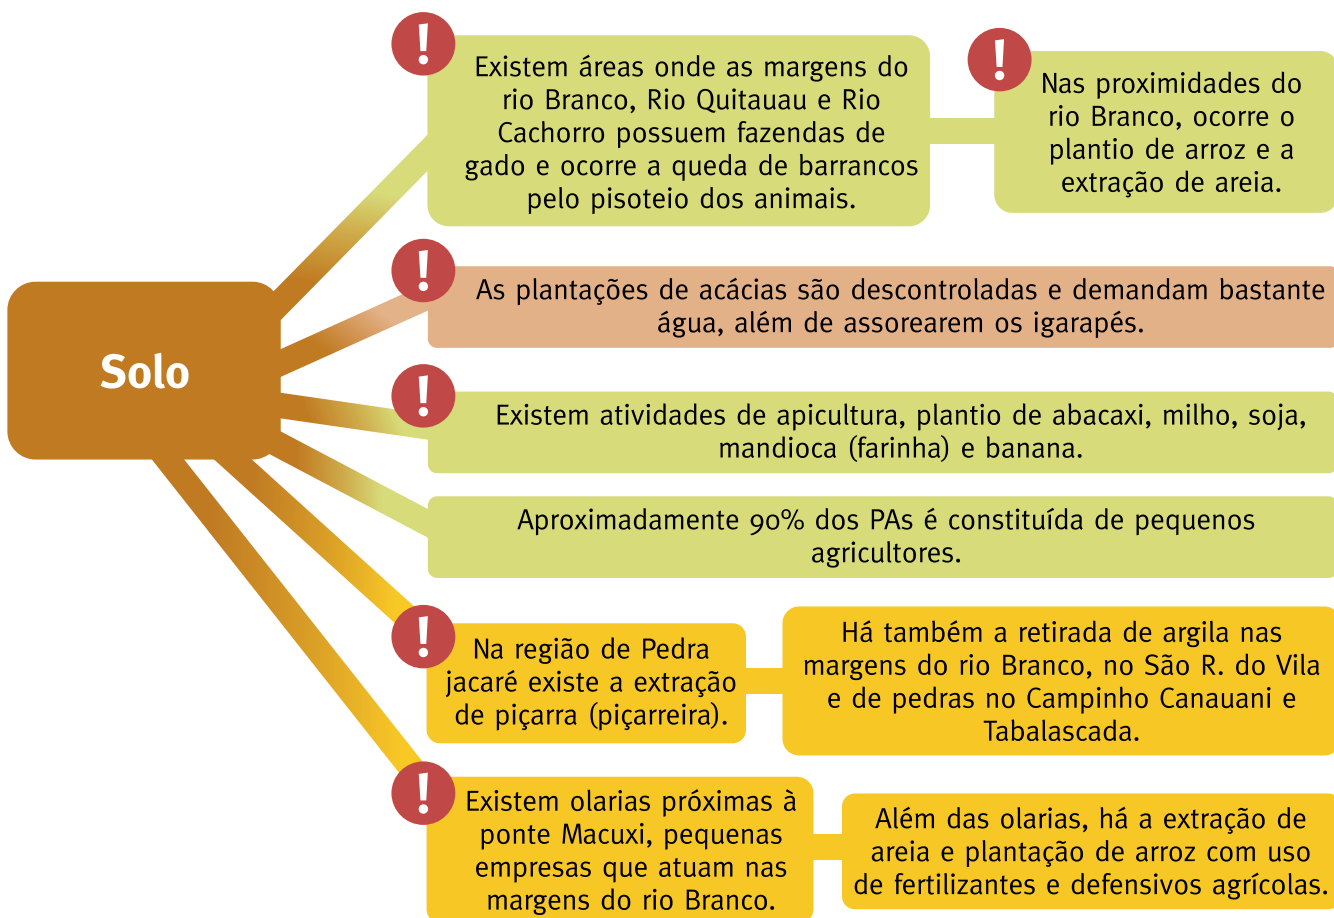 !
Existem áreas onde as margens do
rio Branco, Rio Quitauau e Rio
Cachorro possuem fazendas de
gado e ocorre a queda de barrancos
pelo pisoteio dos animais.
!
Nas proximidades do
rio Branco, ocorre o
plantio de arroz e a
extração de areia.
Solo
!
As plantações de acácias são descontroladas e demandam bastante
água, além de assorearem os igarapés.
!
Existem atividades de apicultura, plantio de abacaxi, milho, soja,
mandioca (farinha) e banana.
Aproximadamente 90% dos PAs é constituída de pequenos
agricultores.
!
Na região de Pedra
jacaré existe a extração
de piçarra (piçarreira).
Há também a retirada de argila nas
margens do rio Branco, no São R. do Vila
e de pedras no Campinho Canauani e
Tabalascada.
!
Existem olarias próximas à
ponte Macuxi, pequenas
empresas que atuam nas
margens do rio Branco.
Além das olarias, há a extração de
areia e plantação de arroz com uso
de fertilizantes e defensivos agrícolas.